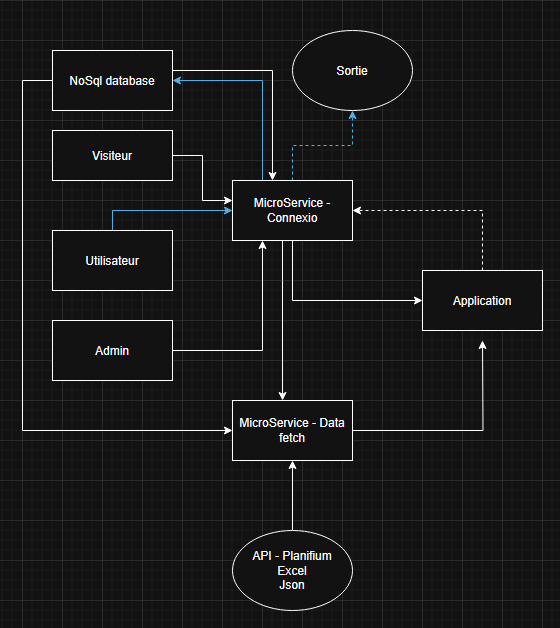 NoSql database
Sortie
Visiteur
MicroService -
Connexio
Utilisateur
Application
Admin
MicroService - Data
fetch
API - Planifium
Excel
Json